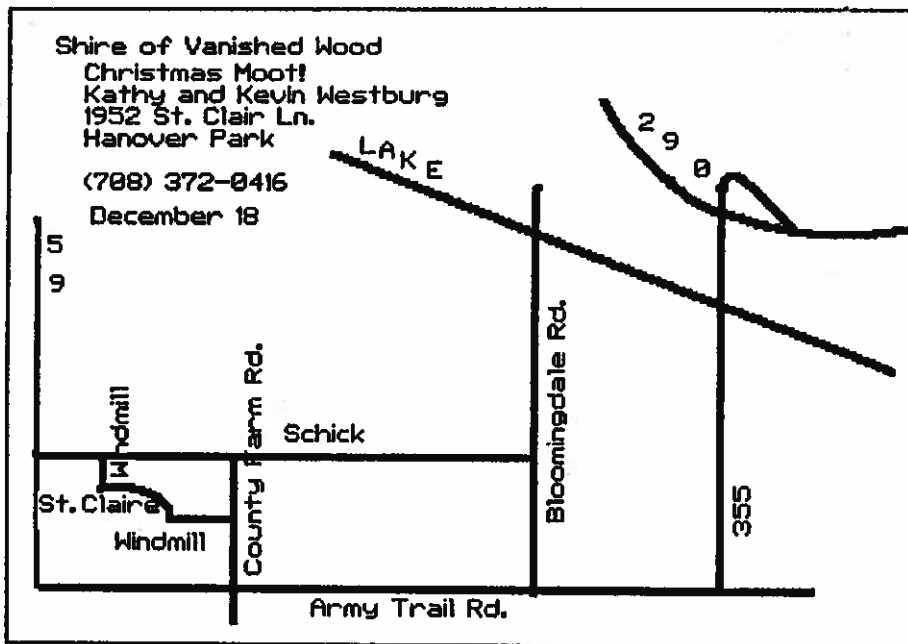 Shire of Vanished Wood
Christmas Moot!
Kathy and Kevin Westburg
1952 St. Clair Ln.
Hanover Park
(708) 372-0416
December 18
LAKE
290
59
Bloomingdale Rd.
County Farm Rd.
Windmill
Schick
St. Claire
Windmill
355
Army Trail Rd.